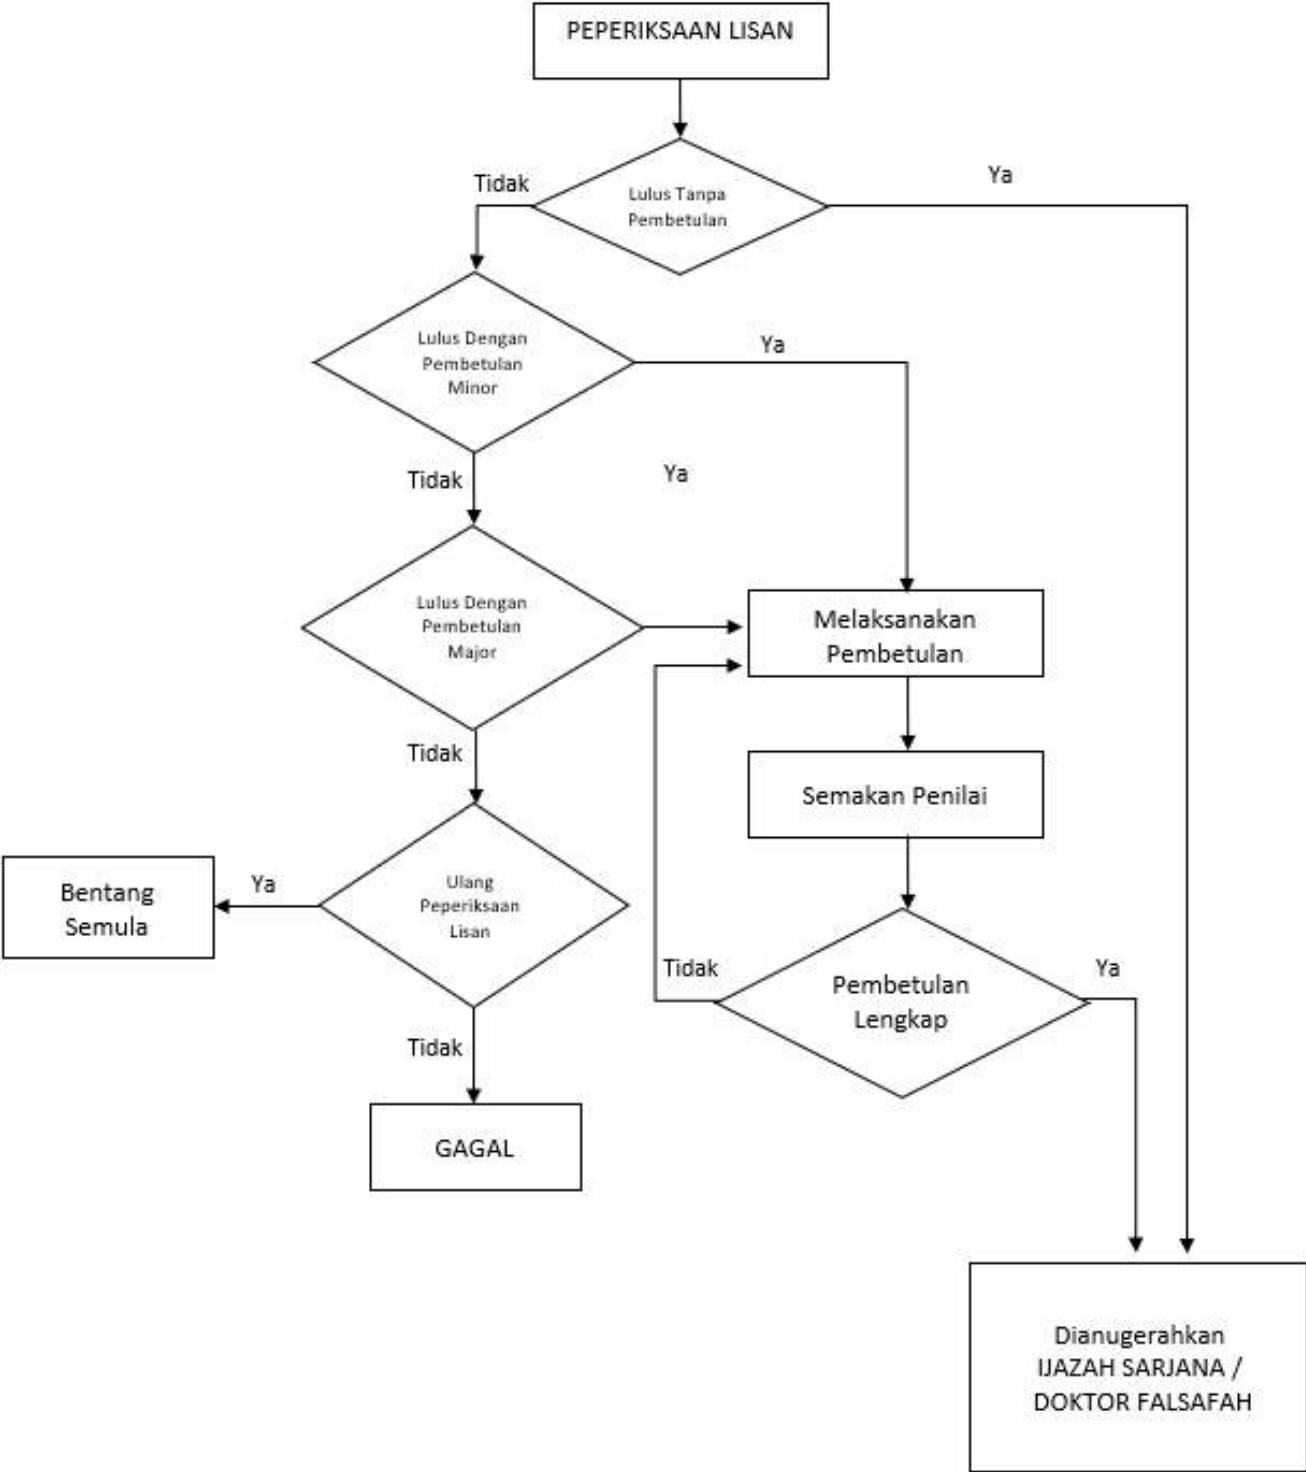 PEPERIKSAAN LISAN
Tidak
Lulus Tanpa
Pembetulan
Ya
Lulus Dengan
Pembetulan
Minor
Ya
Tidak
Ya
Lulus Dengan
Pembetulan
Major
Melaksanakan
Pembetulan
Tidak
Semakan Penilai
Bentang
Semula
Ya
Ulang
Peperiksaan
Lisan
Tidak
Pembetulan
Lengkap
Ya
Tidak
GAGAL
Dianugerahkan
IJAZAH SARJANA /
DOKTOR FALSAFAH